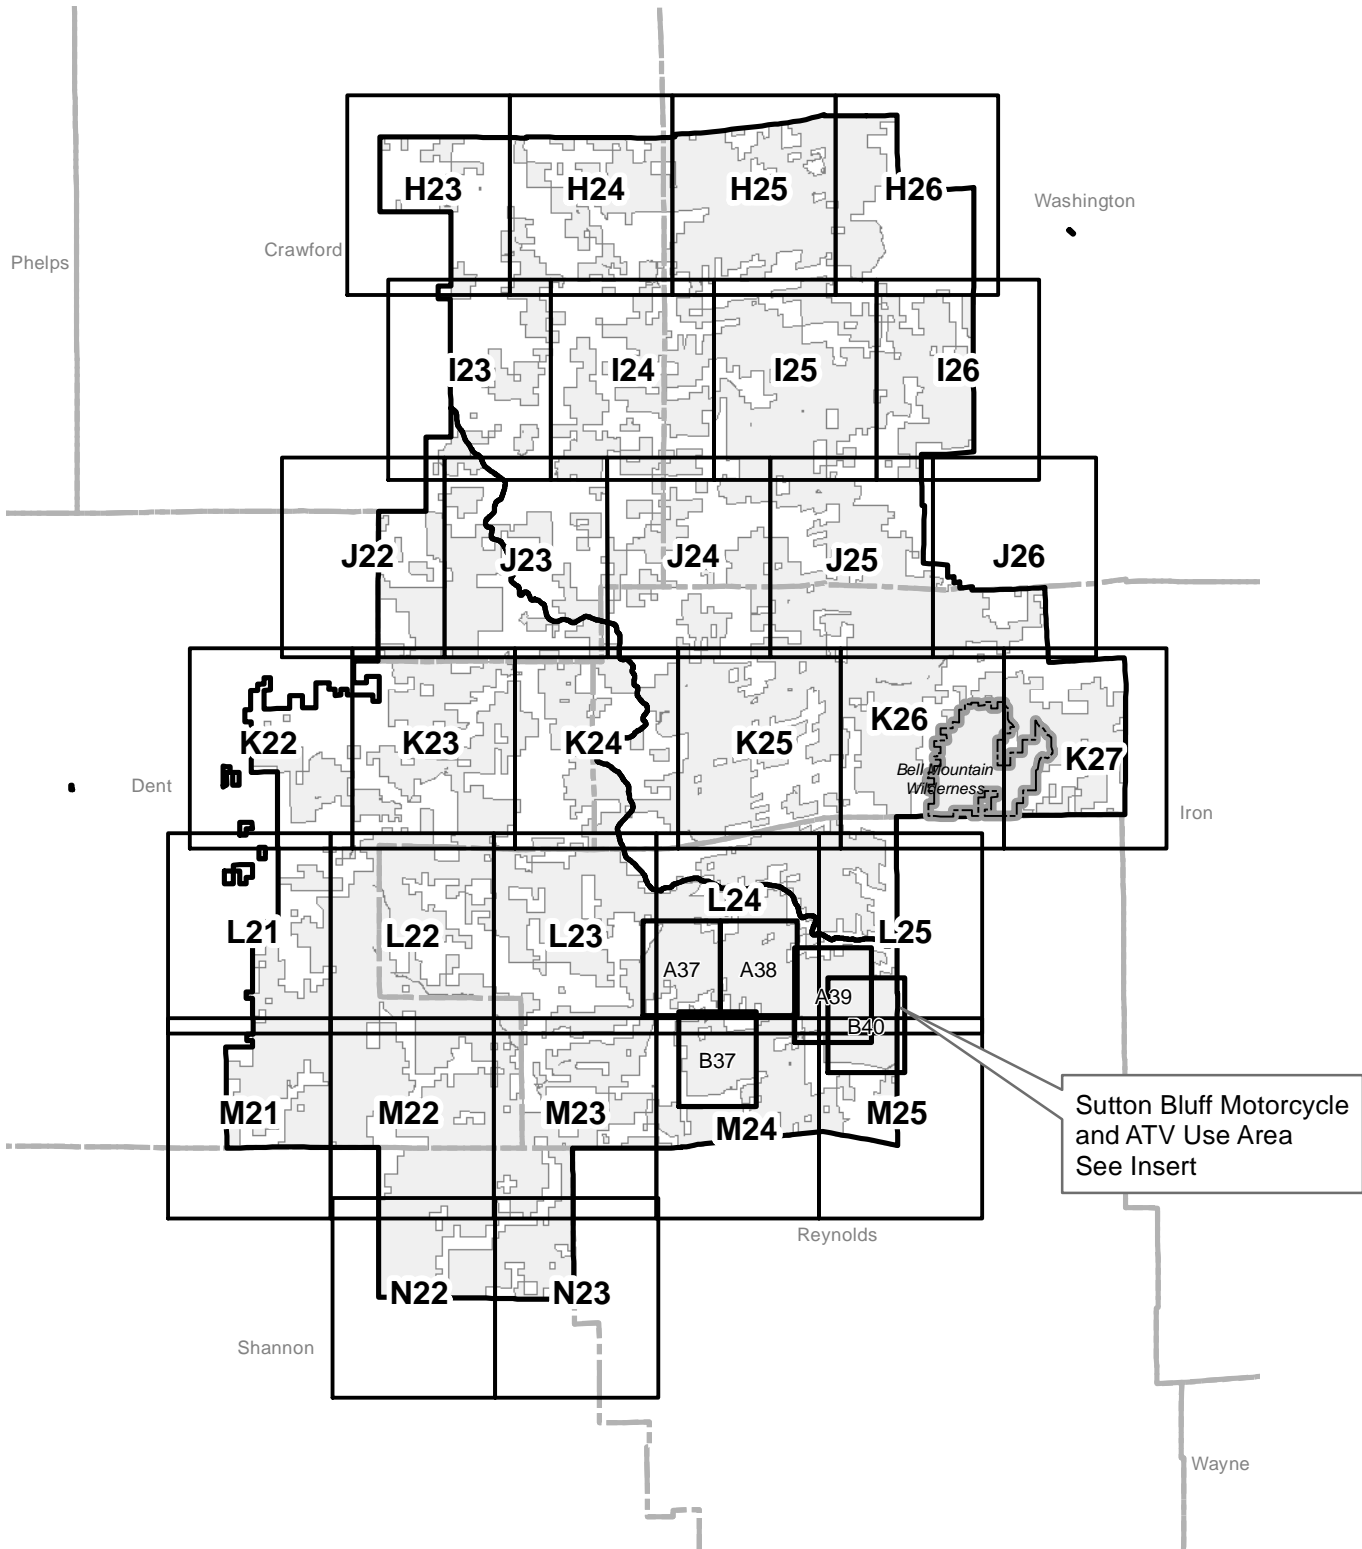 H23
H24
H25
H26
Washington
Crawford
Phelps
I23
I24
I25
I26
J22
J23
J24
J25
J26
K22
K23
K24
K25
K26
K27
Bell Mountain
Wilderness
Dent
Iron
L21
L22
L23
L24
L25
A37
A38
A39
B40
B37
M21
M22
M23
M24
M25
Sutton Bluff Motorcycle
and ATV Use Area
See Insert
Reynolds
N22
N23
Shannon
Wayne